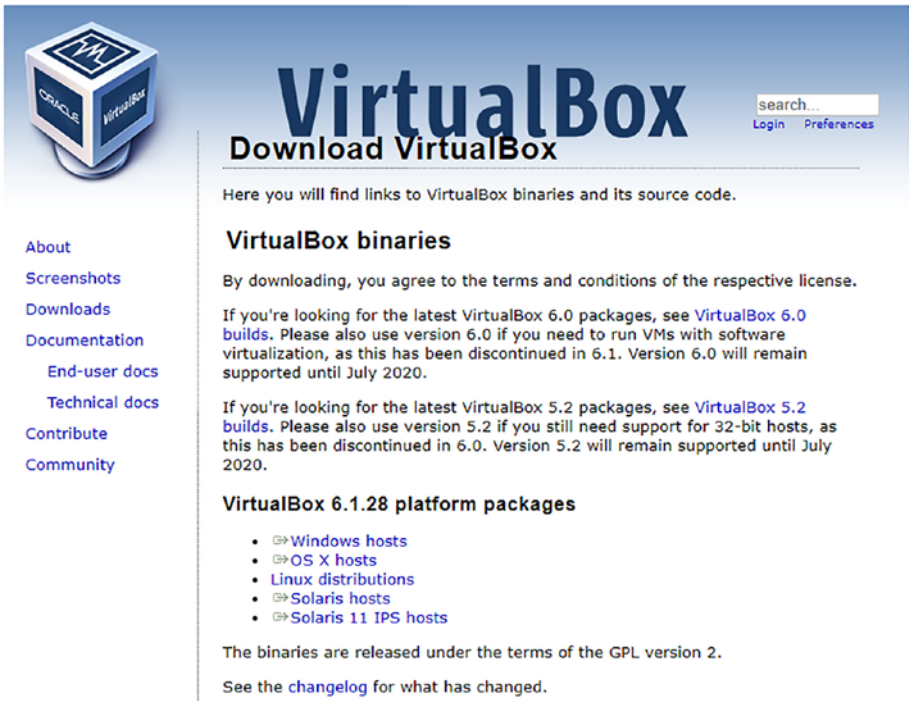 ORACLE
VirtualBox
VirtualBox
search...
Login Preferences
Download VirtualBox
Here you will find links to VirtualBox binaries and its source code.
About
Screenshots
Downloads
Documentation
End-user docs
Technical docs
Contribute
Community
VirtualBox binaries
By downloading, you agree to the terms and conditions of the respective license.
If you're looking for the latest VirtualBox 6.0 packages, see VirtualBox 6.0
builds. Please also use version 6.0 if you need to run VMs with software
virtualization, as this has been discontinued in 6.1. Version 6.0 will remain
supported until July 2020.
If you're looking for the latest VirtualBox 5.2 packages, see VirtualBox 5.2
builds. Please also use version 5.2 if you still need support for 32-bit hosts, as
this has been discontinued in 6.0. Version 5.2 will remain supported until July
2020.
VirtualBox 6.1.28 platform packages
• Windows hosts
• OS X hosts
• Linux distributions
• Solaris hosts
• Solaris 11 IPS hosts
The binaries are released under the terms of the GPL version 2.
See the changelog for what has changed.